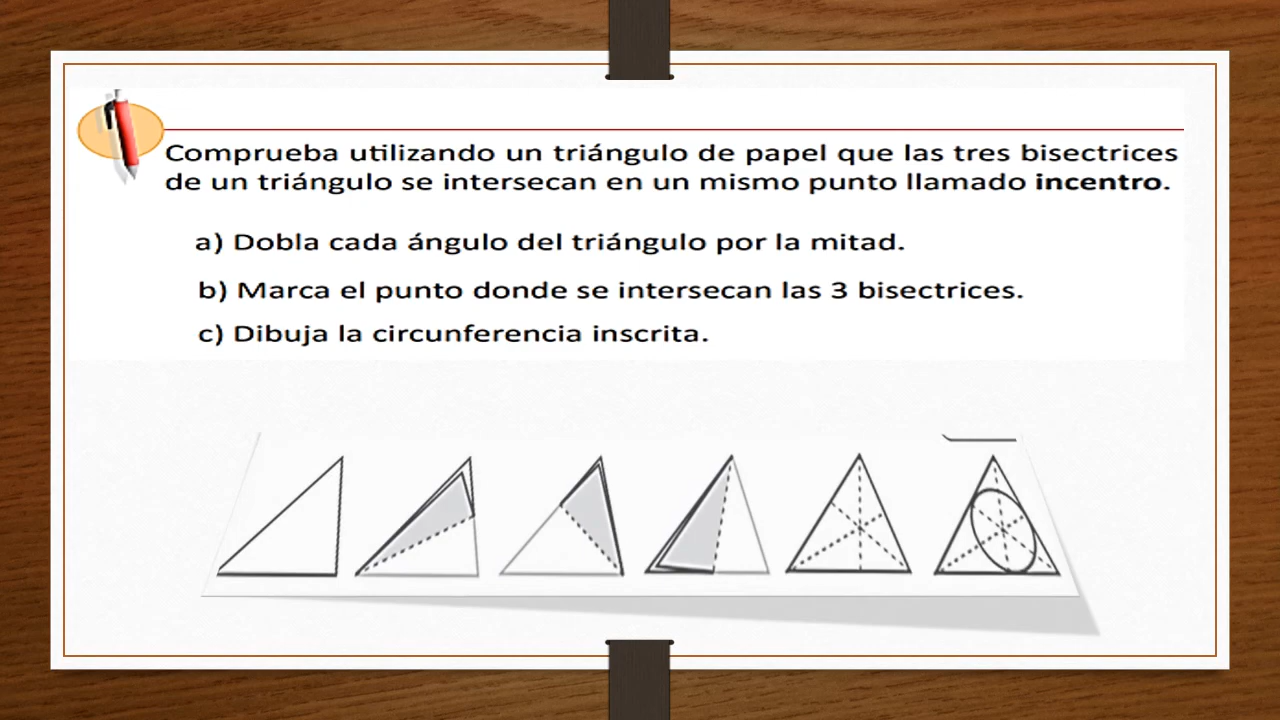 Comprueba utilizando un triángulo de papel que las tres bisectrices
de un triángulo se intersecan en un mismo punto llamado incentro.
a) Dobla cada ángulo del triángulo por la mitad.
b) Marca el punto donde se intersecan las 3 bisectrices.
c) Dibuja la circunferencia inscrita.